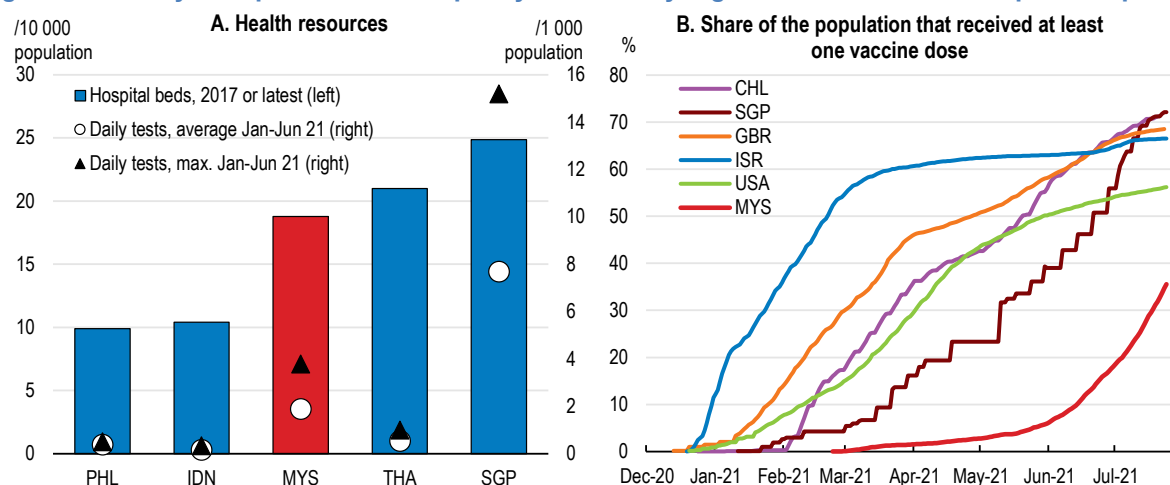 A. Health resources
/10 000
population
/1 000
population
30
25
20
15
10
5
0
Hospital beds, 2017 or latest (left)
Daily tests, average Jan-Jun 21 (right)
Daily tests, max. Jan-Jun 21 (right)
16
14
12
10
8
6
4
2
0
PHL IDN MYS THA SGP
B. Share of the population that received at least
one vaccine dose
%
80
70
60
50
40
30
20
10
0
CHL
SGP
GBR
ISR
USA
MYS
Dec-20 Jan-21 Feb-21 Mar-21 Apr-21 May-21 Jun-21 Jul-21